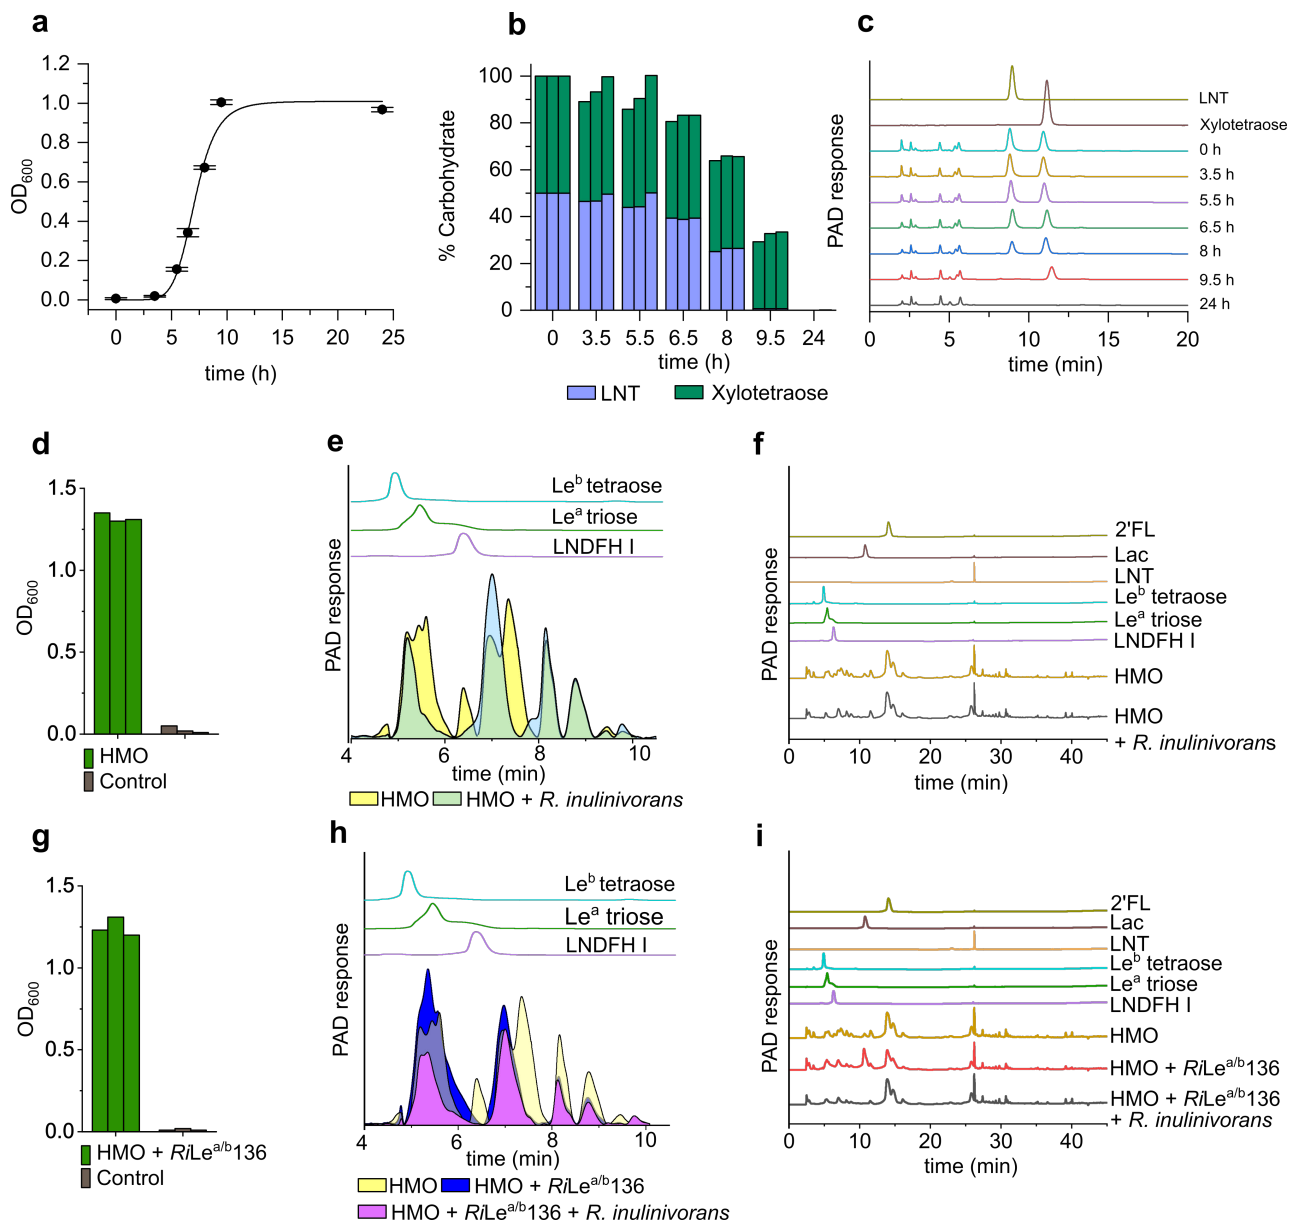 a
1.2
1.0
0.8
0.6
0.4
0.2
0.0
OD600
0 5 10 15 20 25
time (h)
b
100
80
60
40
20
0
% Carbohydrate
0 3.5 5.5 6.5 8 9.5 24
time (h)
LNT Xylotetraose
c
PAD response
LNT
Xylotetraose
0 h
3.5 h
5.5 h
6.5 h
8 h
9.5 h
24 h
0 5 10 15 20
time (min)
d
1.5
1.0
0.5
0.0
OD600
HMO
Control
e
Leb tetraose
Lea triose
LNDFH I
PAD response
4 6 8 10
time (min)
HMO HMO + R. inulinivorans
f
PAD response
2'FL
Lac
LNT
Leb tetraose
Lea triose
LNDFH I
HMO
HMO
+ R. inulinivorans
0 10 20 30 40
time (min)
g
1.5
1.0
0.5
0.0
OD600
HMO + RiLea/b136
Control
h
Leb tetraose
Lea triose
LNDFH I
PAD response
4 6 8 10
time (min)
HMO HMO + RiLea/b136
HMO + RiLea/b136 + R. inulinivorans
i
PAD response
2'FL
Lac
LNT
Leb tetraose
Lea triose
LNDFH I
HMO
HMO + RiLea/b136
HMO + RiLea/b136
+ R. inulinivorans
0 10 20 30 40
time (min)